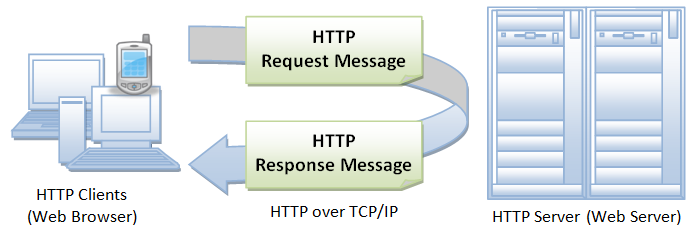 HTTP
Request Message
HTTP
Response Message
HTTP Clients
(Web Browser)
HTTP over TCP/IP
HTTP Server (Web Server)